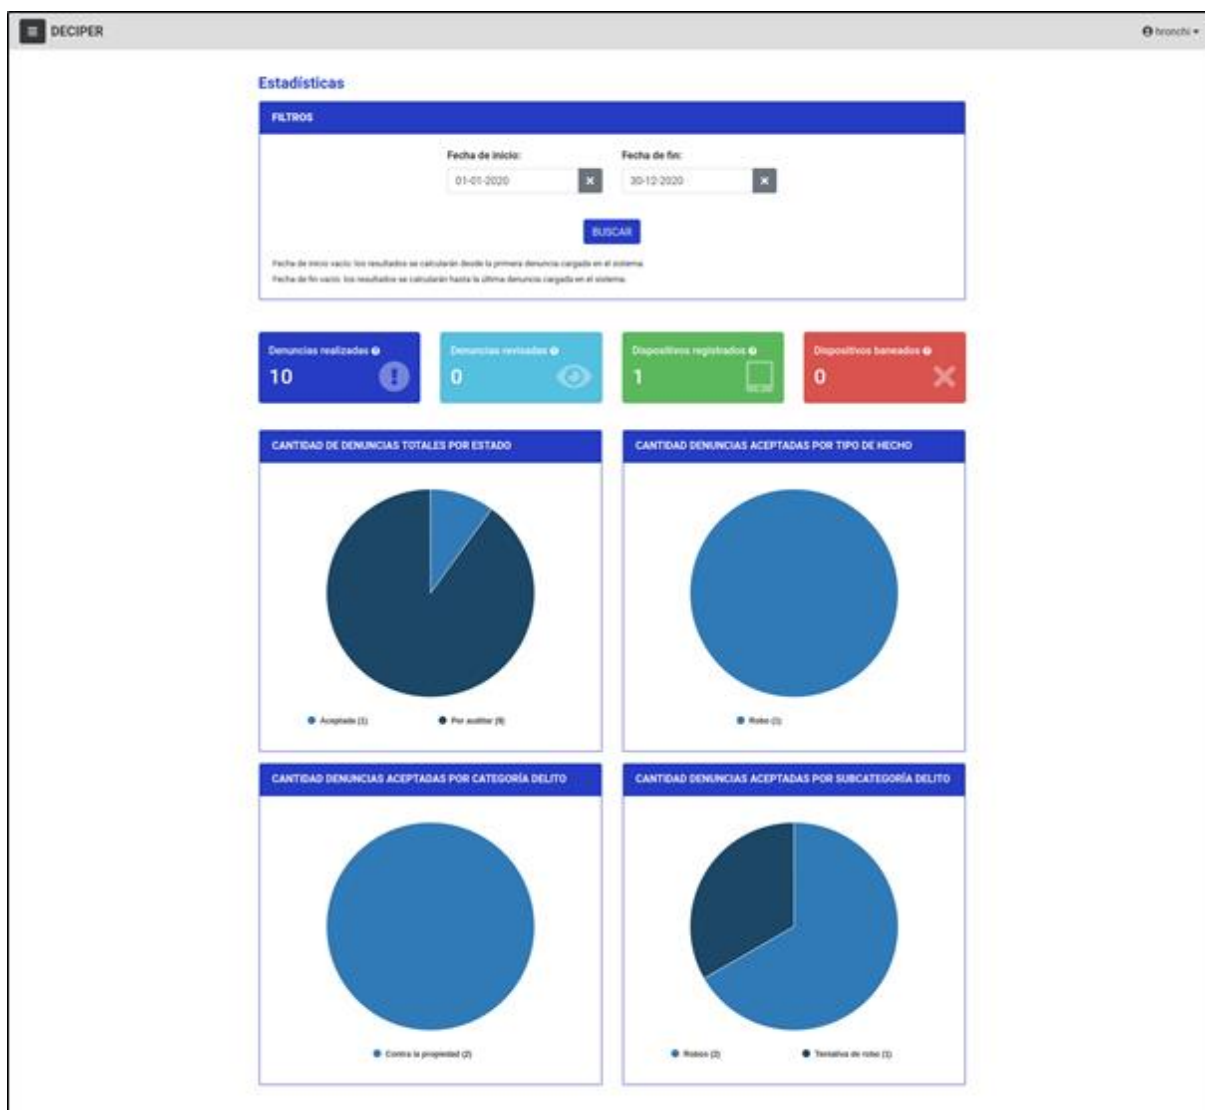 DECIPER
bronchi
Estadísticas
FILTROS
Fecha de inicio: Fecha de fin:
01-01-2020 30-12-2020
BUSCAR
Fecha de inicio vacío: los resultados se calcularán desde la primera denuncia cargada en el sistema.
Fecha de fin vacío: los resultados se calcularán hasta la última denuncia cargada en el sistema.
Denuncias realizadas Denuncias revisadas Dispositivos registrados Dispositivos baneados
10 0 1 0
CANTIDAD DE DENUNCIAS TOTALES POR ESTADO
Aceptada (1) Por auditar (9)
CANTIDAD DENUNCIAS ACEPTADAS POR TIPO DE HECHO
Robo (1)
CANTIDAD DENUNCIAS ACEPTADAS POR CATEGORÍA DELITO
Contra la propiedad (2)
CANTIDAD DENUNCIAS ACEPTADAS POR SUBCATEGORÍA DELITO
Robos (2) Tentativa de robo (1)